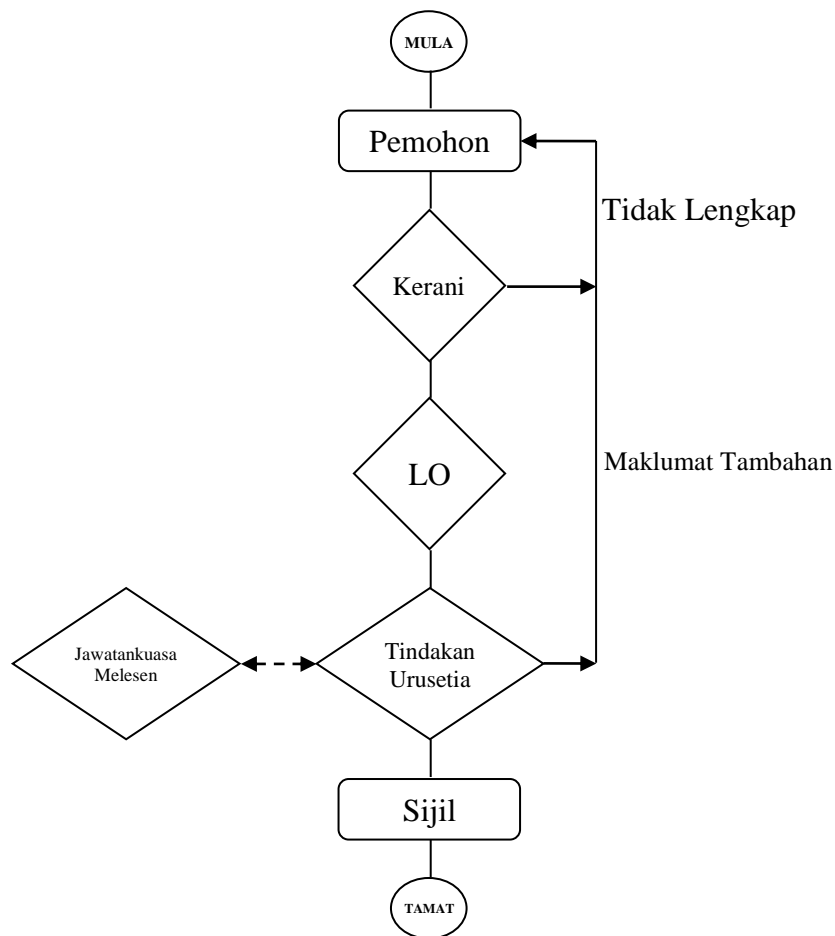 MULA
Pemohon
Tidak Lengkap
Kerani
LO
Maklumat Tambahan
Jawatankuasa
Melesen
Tindakan
Urusetia
Sijil
TAMAT